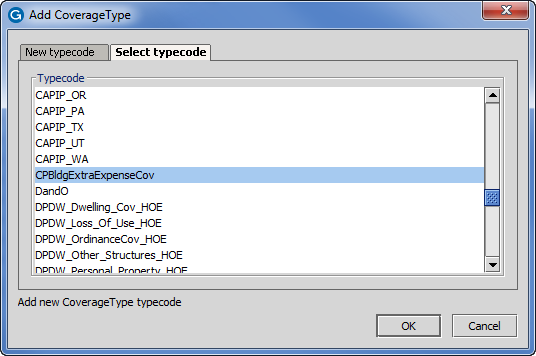 Add CoverageType
New typecode
Select typecode
Typecode
CAPIP_OR
CAPIP_PA
CAPIP_TX
CAPIP_UT
CAPIP_WA
CPBldgExtraExpenseCov
DandO
DPDW_Dwelling_Cov_HOE
DPDW_Loss_Of_Use_HOE
DPDW_OrdinanceCov_HOE
DPDW_Other_Structures_HOE
DPDW_Personal_Property_HOE
Add new CoverageType typecode
OK
Cancel